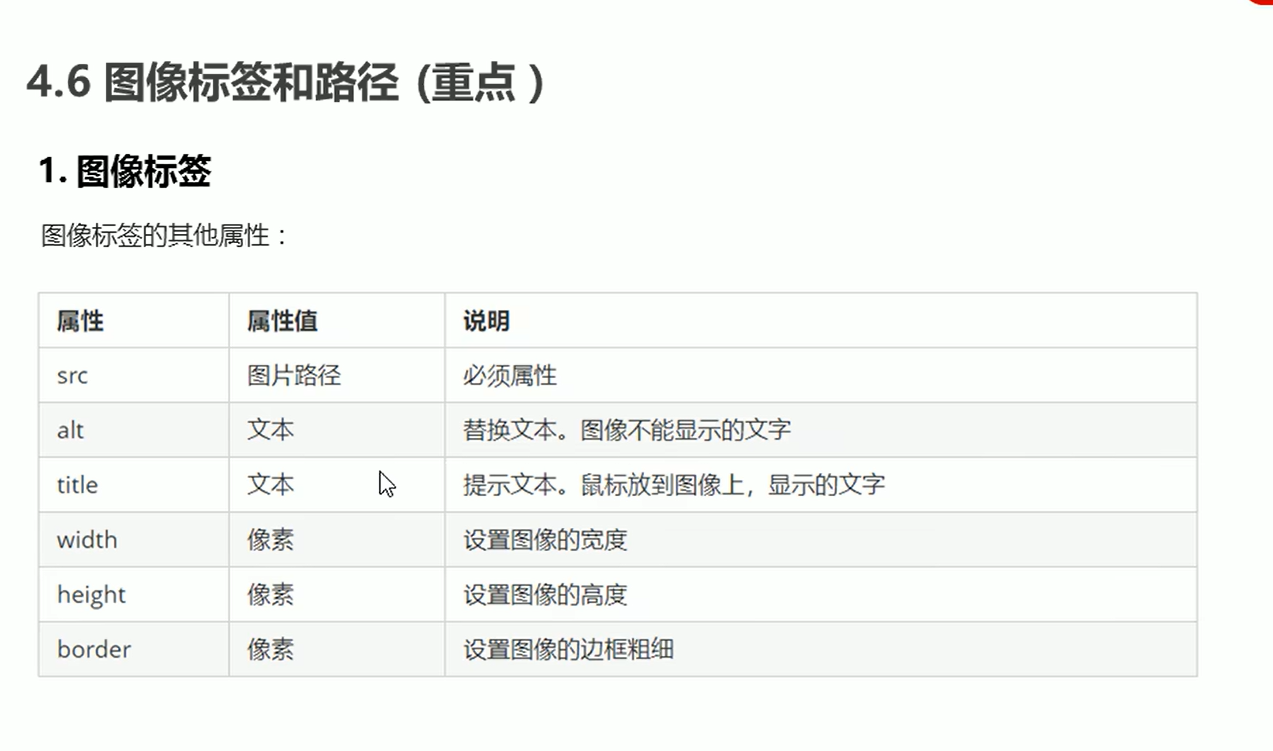 4.6 图像标签和路径 (重点 )
1. 图像标签
图像标签的其他属性：
属性 属性值 说明
src 图片路径 必须属性
alt 文本 替换文本。图像不能显示的文字
title 文本 提示文本。鼠标放到图像上，显示的文字
width 像素 设置图像的宽度
height 像素 设置图像的高度
border 像素 设置图像的边框粗细